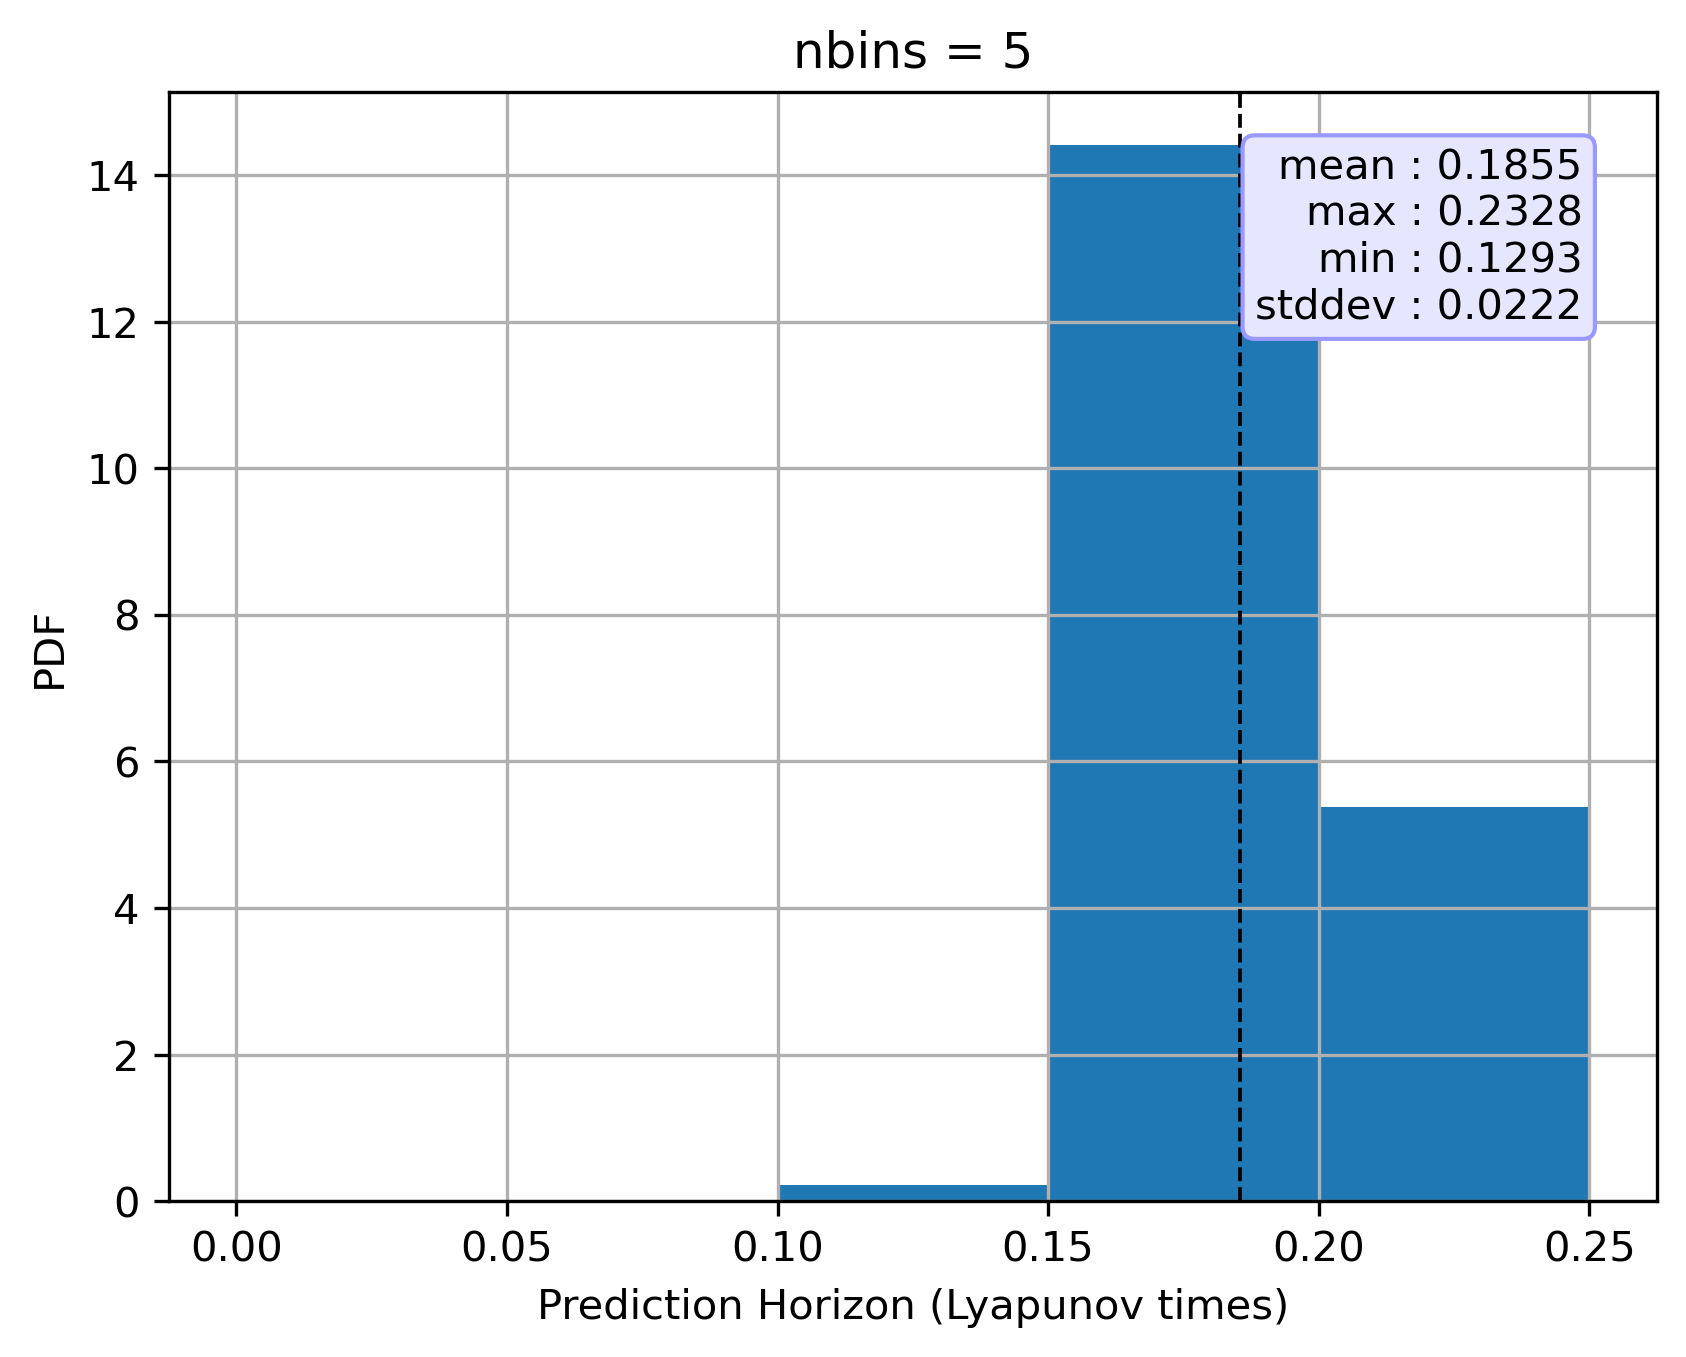 nbins = 5
mean : 0.1855
max : 0.2328
min : 0.1293
stddev : 0.0222
14
12
10
8
6
4
2
0
PDF
0.00 0.05 0.10 0.15 0.20 0.25
Prediction Horizon (Lyapunov times)